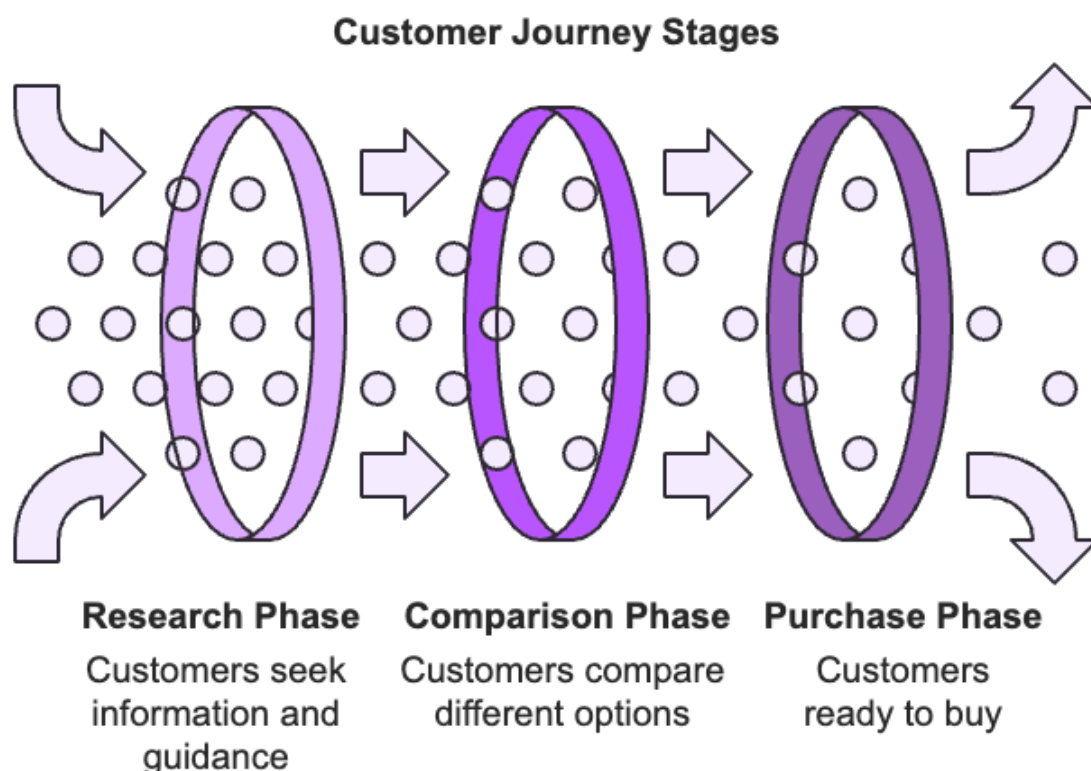 Customer Journey Stages
Research Phase
Customers seek
information and
guidance
Comparison Phase
Customers compare
different options
Purchase Phase
Customers
ready to buy